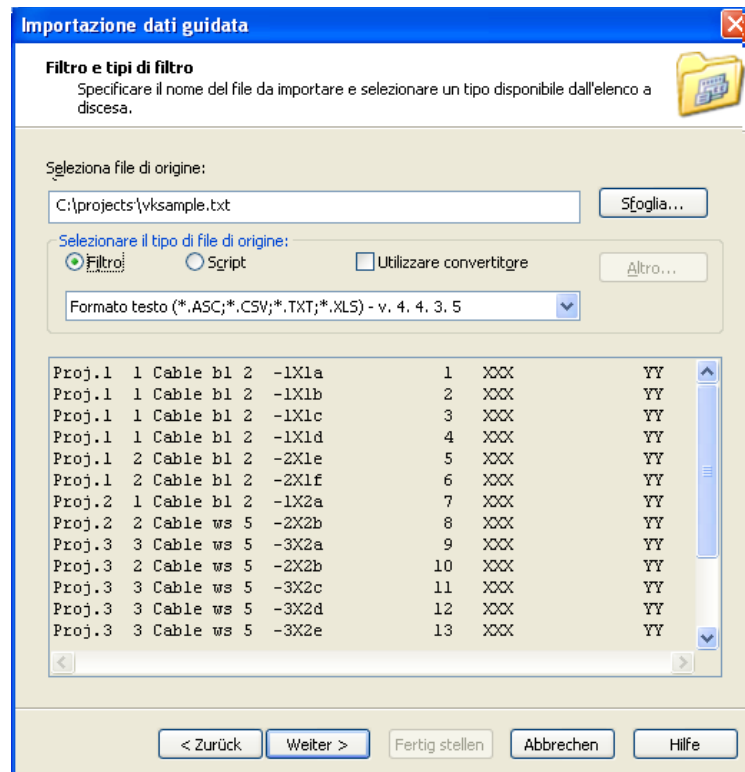 Importazione dati guidata
Filtro e tipi di filtro
Specificare il nome del file da importare e selezionare un tipo disponibile dall'elenco a
discesa.
Seleziona file di origine:
C:\projects\vksample.txt
Sfoglia...
Selezionare il tipo di file di origine:
Filtro
Script
Utilizzare convertitore
Altro...
Formato testo (*.ASC;*.CSV;*.TXT;*.XLS) - v. 4. 4. 3. 5
Proj.1 1 Cable bl 2 -1X1a 1 XXX YY
Proj.1 1 Cable bl 2 -1X1b 2 XXX YY
Proj.1 1 Cable bl 2 -1X1c 3 XXX YY
Proj.1 1 Cable bl 2 -1X1d 4 XXX YY
Proj.1 2 Cable bl 2 -2X1e 5 XXX YY
Proj.1 2 Cable bl 2 -2X1f 6 XXX YY
Proj.2 1 Cable bl 2 -1X2a 7 XXX YY
Proj.2 2 Cable ws 5 -2X2b 8 XXX YY
Proj.3 3 Cable ws 5 -3X2a 9 XXX YY
Proj.3 2 Cable ws 5 -2X2b 10 XXX YY
Proj.3 3 Cable ws 5 -3X2c 11 XXX YY
Proj.3 3 Cable ws 5 -3X2d 12 XXX YY
Proj.3 3 Cable ws 5 -3X2e 13 XXX YY
< Zurück
Weiter >
Fertig stellen
Abbrechen
Hilfe